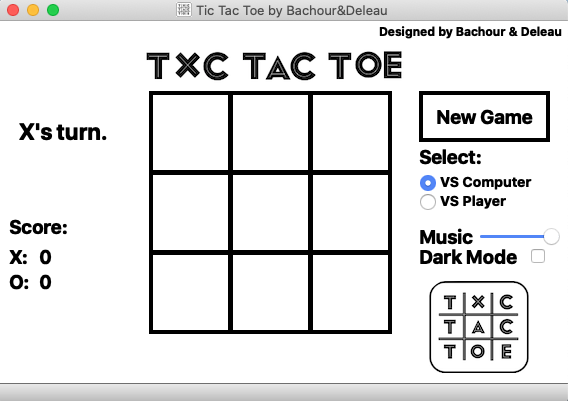 Tic Tac Toe by Bachour&Deleau
Designed by Bachour & Deleau
TXC TAC TOE
X's turn.
New Game
Select:
VS Computer
VS Player
Score:
X: 0
O: 0
Music
Dark Mode
T X C
T A C
T O E